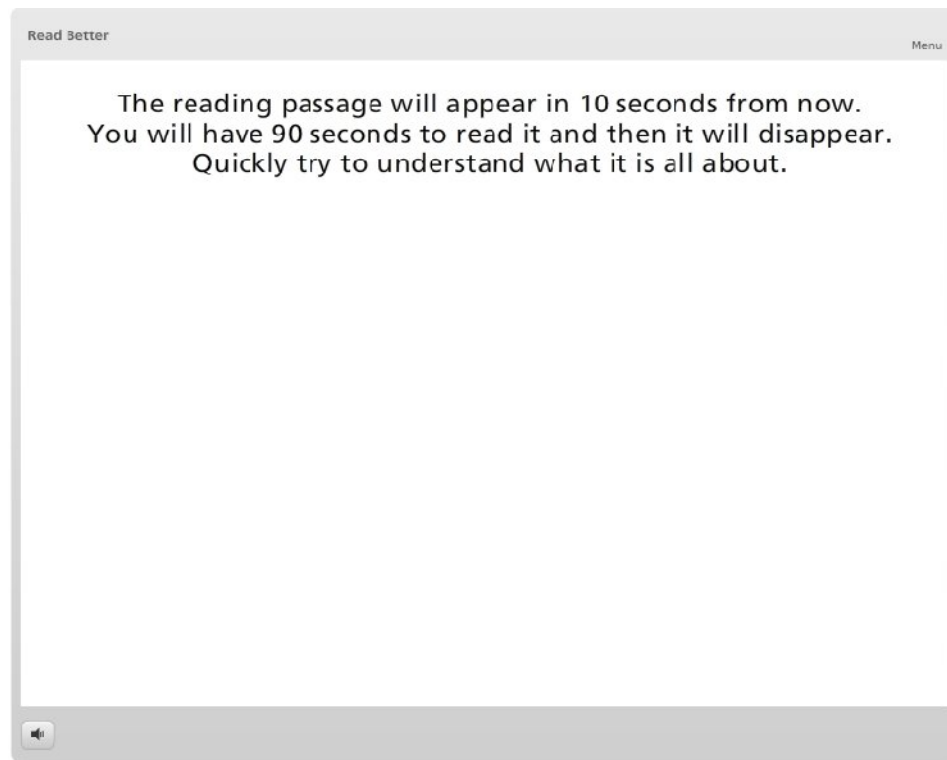 Read Better
Menu
The reading passage will appear in 10 seconds from now.
You will have 90 seconds to read it and then it will disappear.
Quickly try to understand what it is all about.